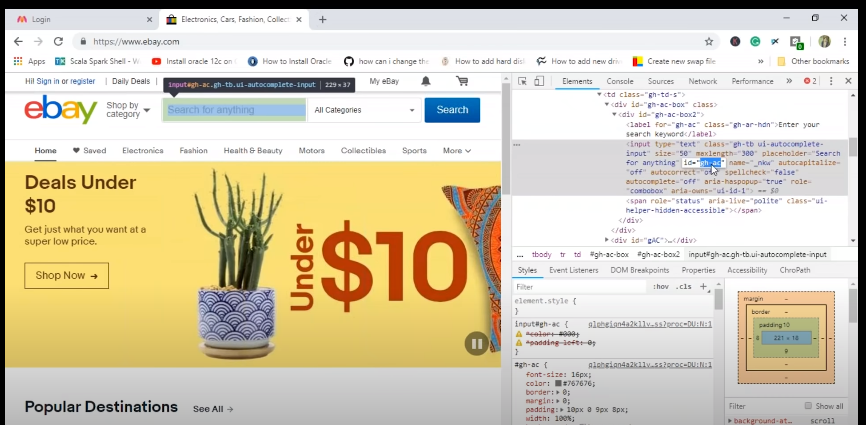 Login
Electronics, Cars, Fashion, Collect
https://www.ebay.com
Apps
Scala Spark Shell - W
Install oracle 12c on
How to Install Oracle
how can i change the
How to add hard dis
How to add new driv
Create new swap file
Other bookmarks
Hi! Sign in or register
Daily Deals
input#gh-ac.gh-tb.ui-autocomplete-input | 229 × 37
My eBay
ebay
Shop by category
Search for anything
All Categories
Search
Home
Saved
Electronics
Fashion
Health & Beauty
Motors
Collectibles
Sports
More
Deals Under
$10
Get just what you want at a
super low price.
Shop Now →
Under
$10
Popular Destinations
See All →
Elements
Console
Sources
Network
Performance
2
<td class="gh-td-s">
<div id="gh-ac-box" class>
<div id="gh-ac-box2">
<label for="gh-ac" class="gh-ar-hdn">Enter your
search keyword</label>
<input type="text" class="gh-tb ui-autocomplete-
input" size="50" maxlength="300" placeholder="Search
for anything" id="gh-ac" name="_nkw" autocapitalize=
"off" autocorrect="off" spellcheck="false"
autocomplete="off" aria-haspopup="true" role=
"combobox" aria-owns="ui-id-1"> == $0
<span role="status" aria-live="polite" class="ui-
helper-hidden-accessible"></span>
</div>
</div>
<div id="gAC">…</div>
... tbody tr td #gh-ac-box #gh-ac-box2 input#gh-ac.gh-tb.ui-autocomplete-input
Styles
Event Listeners
DOM Breakpoints
Properties
Accessibility
ChroPath
Filter
:hov .cls +
element.style {
}
input#gh-ac {
*color: #000;
*padding-left: 0;
}
#gh-ac {
font-size: 16px;
color: #767676;
border: 0;
margin: 0;
padding: 10px 0 9px 8px;
width: 100%;
margin –
border –
padding 10
8
221 × 18
9
Filter
Show all
background-at…
scroll